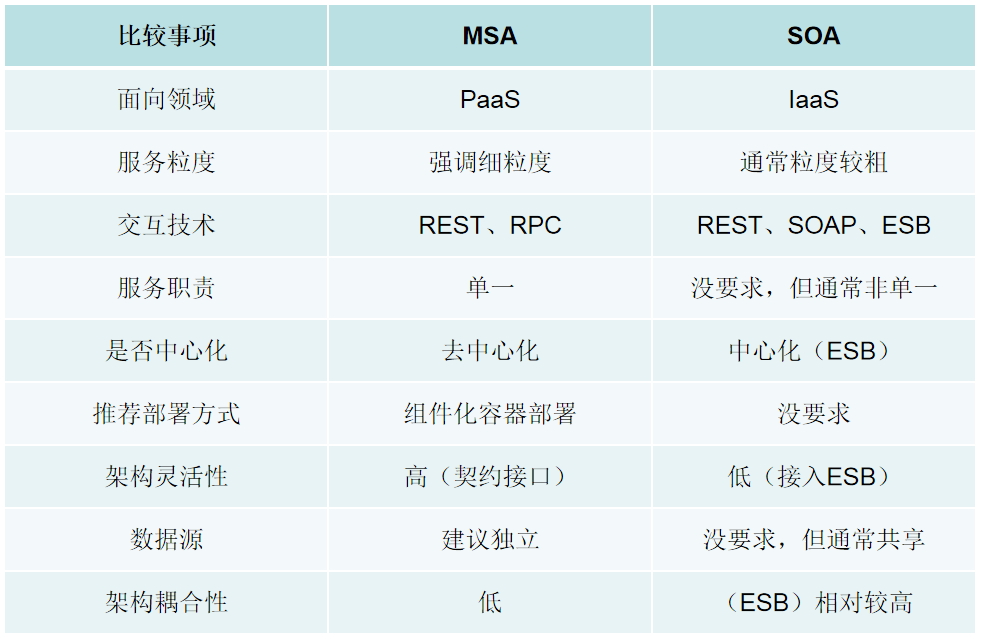 比较事项 MSA SOA
面向领域 PaaS IaaS
服务粒度 强调细粒度 通常粒度较粗
交互技术 REST、RPC REST、SOAP、ESB
服务职责 单一 没要求，但通常非单一
是否中心化 去中心化 中心化（ESB）
推荐部署方式 组件化容器部署 没要求
架构灵活性 高（契约接口） 低（接入ESB）
数据源 建议独立 没要求，但通常共享
架构耦合性 低 （ESB）相对较高